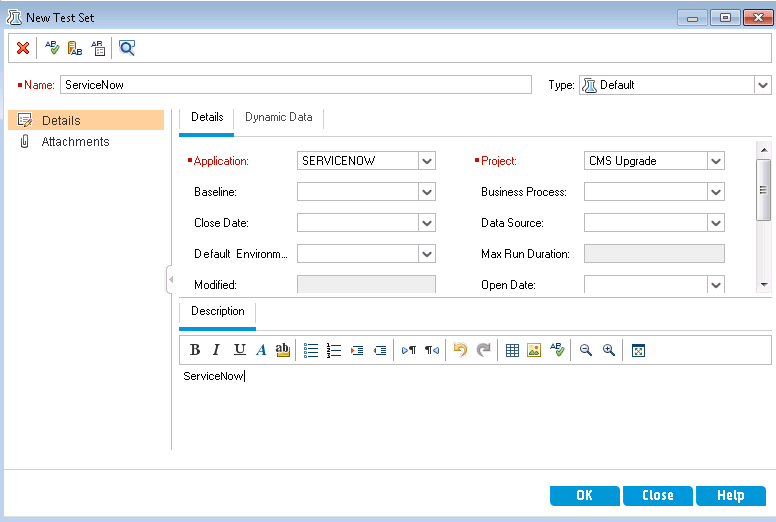 New Test Set
Name: ServiceNow Type: Default
Details
Attachments
Details Dynamic Data
Application: SERVICENOW Project: CMS Upgrade
Baseline: Business Process:
Close Date: Data Source:
Default Environm... Max Run Duration:
Modified: Open Date:
Description
B I U A ab
ServiceNow
OK Close Help